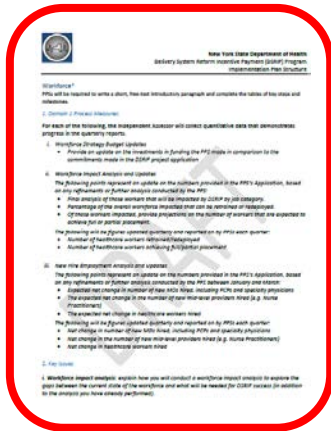 New York State Department of Health
Delivery System Reform Incentive Payment (DSRIP) Program
Implementation Plan Structure
Workforce*
PPSs will be required to write a short, free-text introductory paragraph and complete the tables of key steps and
milestones.
1. Domain 1 Process Measures:
For each of the following, the Independent Assessor will collect quantitative data that demonstrates
progress in the quarterly reports.
i. Workforce Strategy Budget Updates
• Provide an update on the investments in funding the PPS made in comparison to the
commitments made in the DSRIP project application
ii. Workforce Impact Analysis and Updates
The following points represent an update on the numbers provided in the PPS's Application, based
on any refinements or further analysis conducted by the PPS:
• Final analysis of those workers that will be impacted by DSRIP by job category.
• Percentage of the overall workforce impacted that can be retrained or redeployed.
• Of those workers impacted, provide projections on the number of workers that are expected to
achieve full or partial placement.
The following will be figures updated quarterly and reported on by PPSs each quarter:
• Number of healthcare workers retrained/redeployed
• Number of healthcare workers achieving full/partial placement
iii. New Hire Employment Analysis and Updates
The following points represent an update on the numbers provided in the PPS's Application, based
on any refinements or further analysis conducted by the PPS between January and March:
• Expected net change in number of new MDs hired, including PCPs and specialty physicians
• The expected net change in the number of new mid-level providers hired (e.g. Nurse
Practitioners)
• The expected net change in healthcare workers hired
The following will be figures updated quarterly and reported on by PPSs each quarter:
• Net change in number of new MDs hired, including PCPs and specialty physicians
• Net change in number of new mid-level providers hired (e.g. Nurse Practitioners)
• Net change in healthcare workers hired
2. Key Issues
i. Workforce impact analysis: explain how you will conduct a workforce impact analysis to explore the
gaps between the current state of the workforce and what will be needed for DSRIP success (in addition
to the analysis you have already performed).
DRAFT